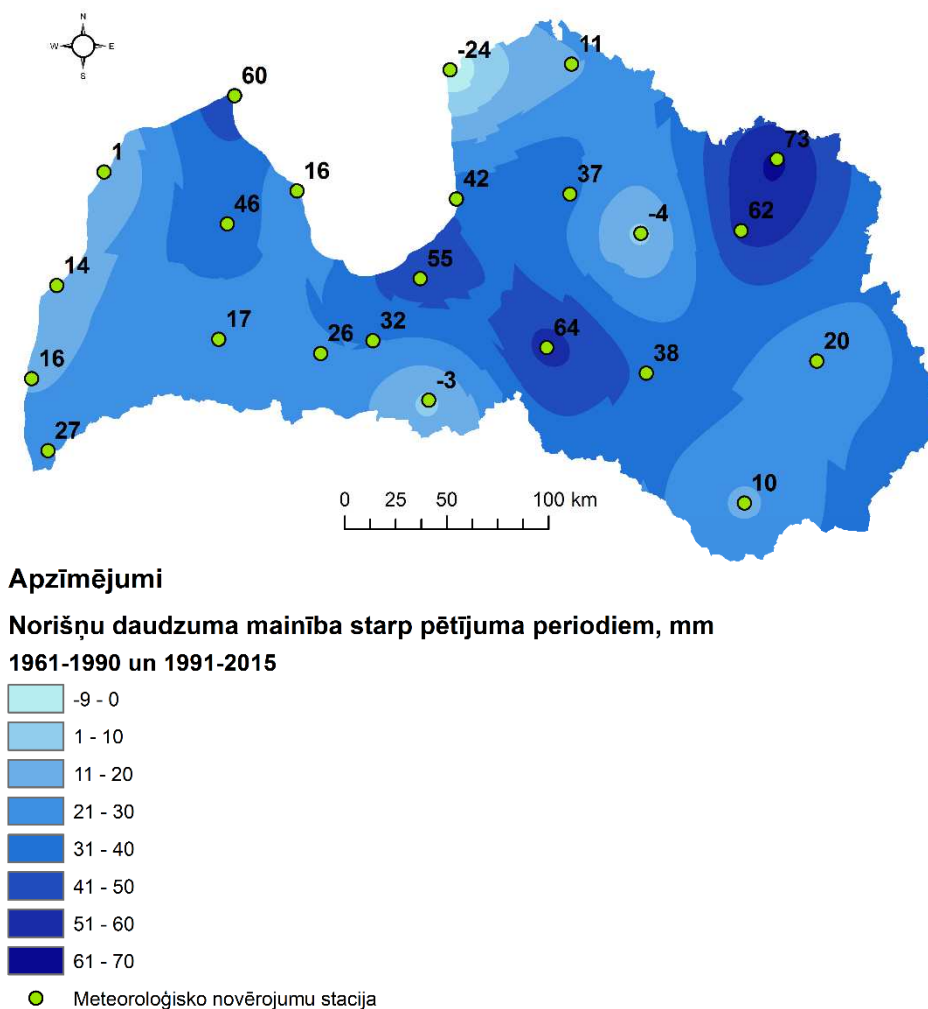 N
W E
S
-24
11
60
73
1
16
42
37
46
-4
62
14
55
17
26
32
64
38
20
16
-3
27
10
0 25 50 100 km
Apzīmējumi
Norišņu daudzuma mainība starp pētījuma periodiem, mm
1961-1990 un 1991-2015
-9 - 0
1 - 10
11 - 20
21 - 30
31 - 40
41 - 50
51 - 60
61 - 70
Meteoroloģisko novērojumu stacija